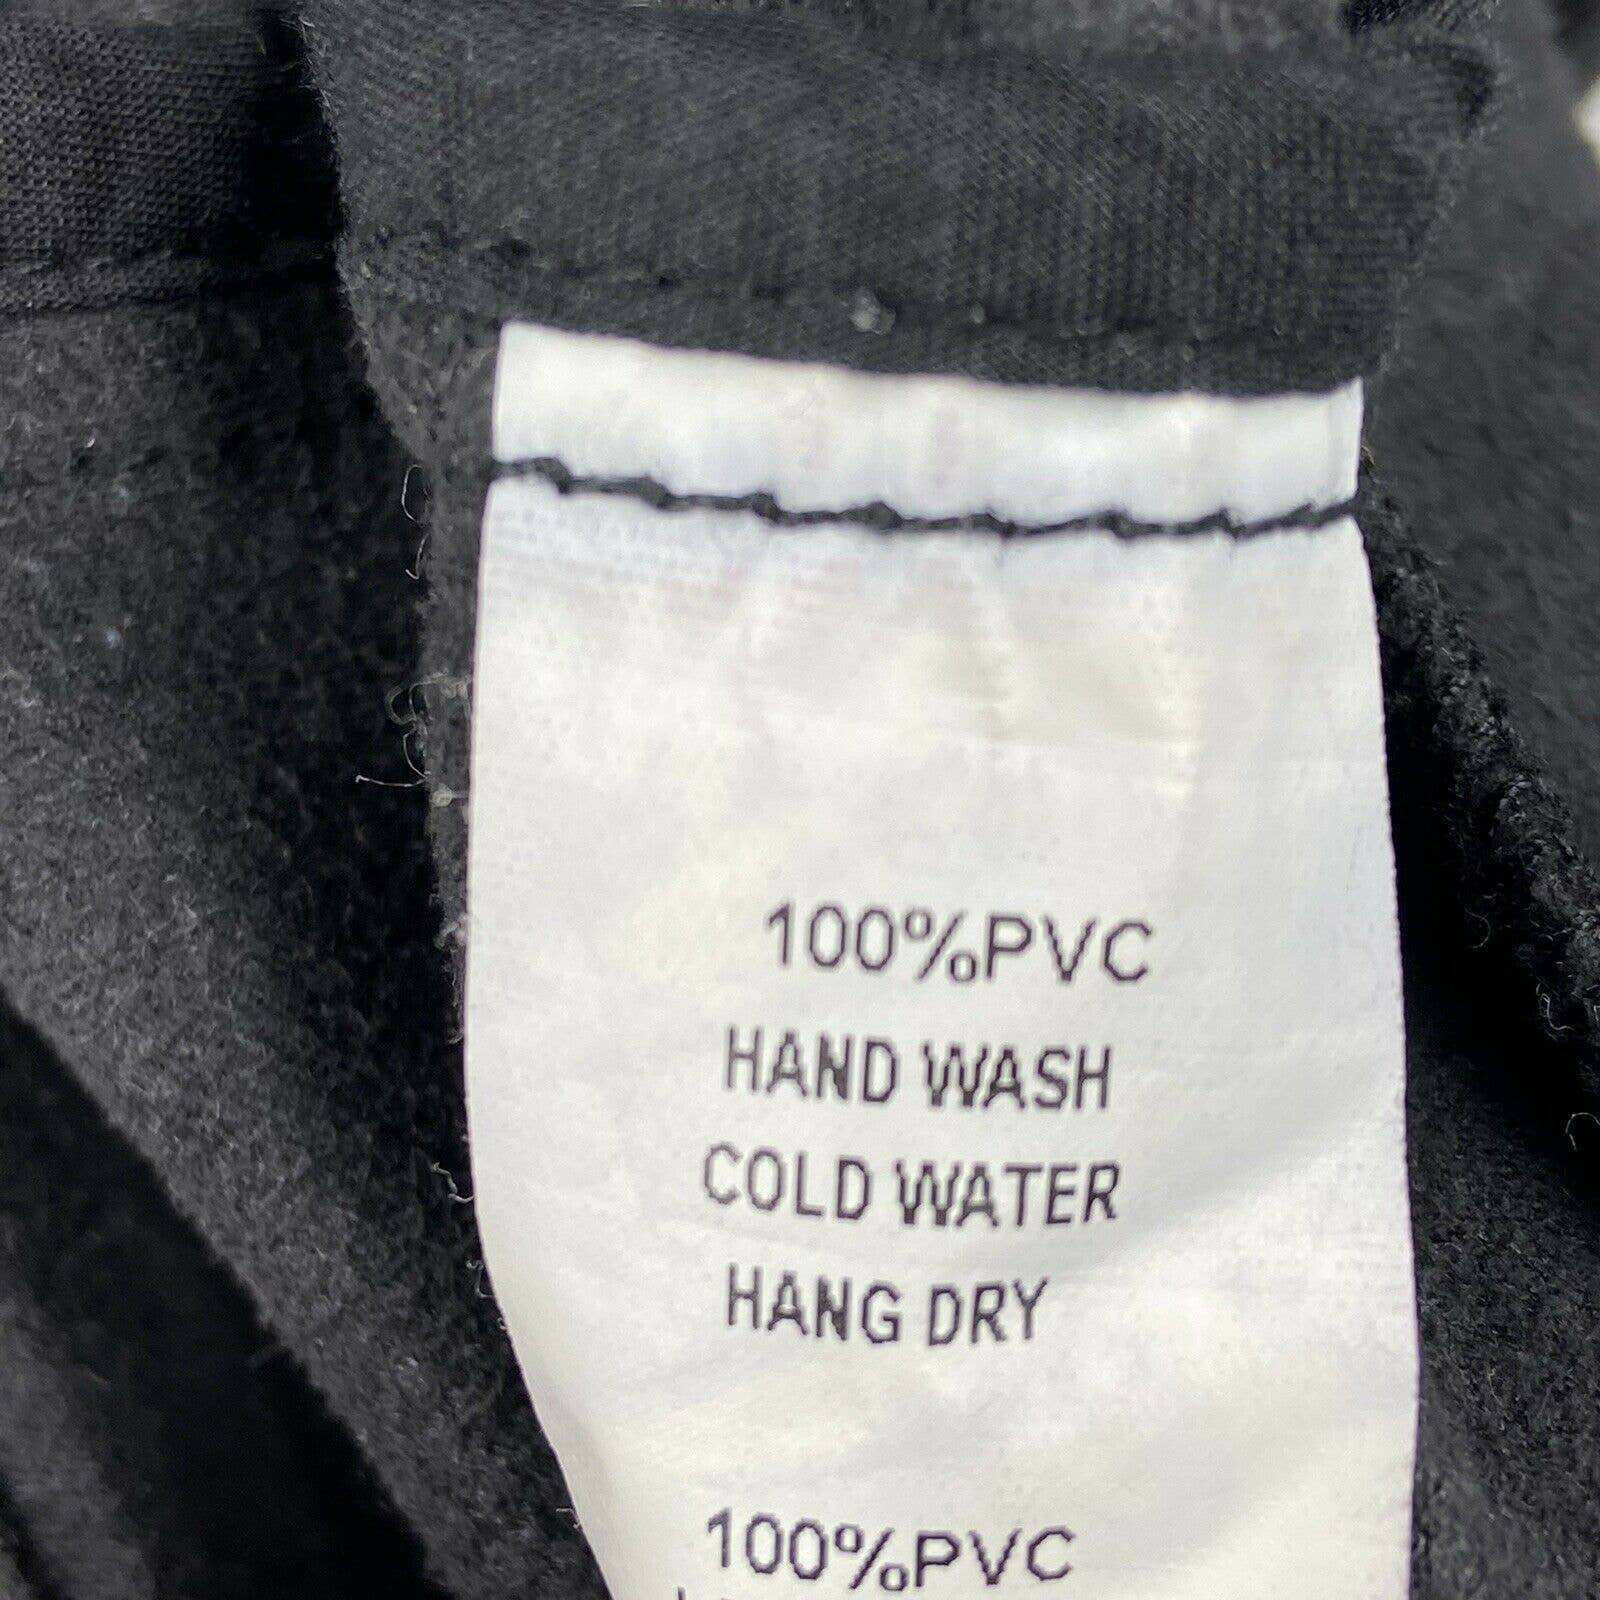 100%PVC
HAND WASH
COLD WATER
HANG DRY
100%PVC